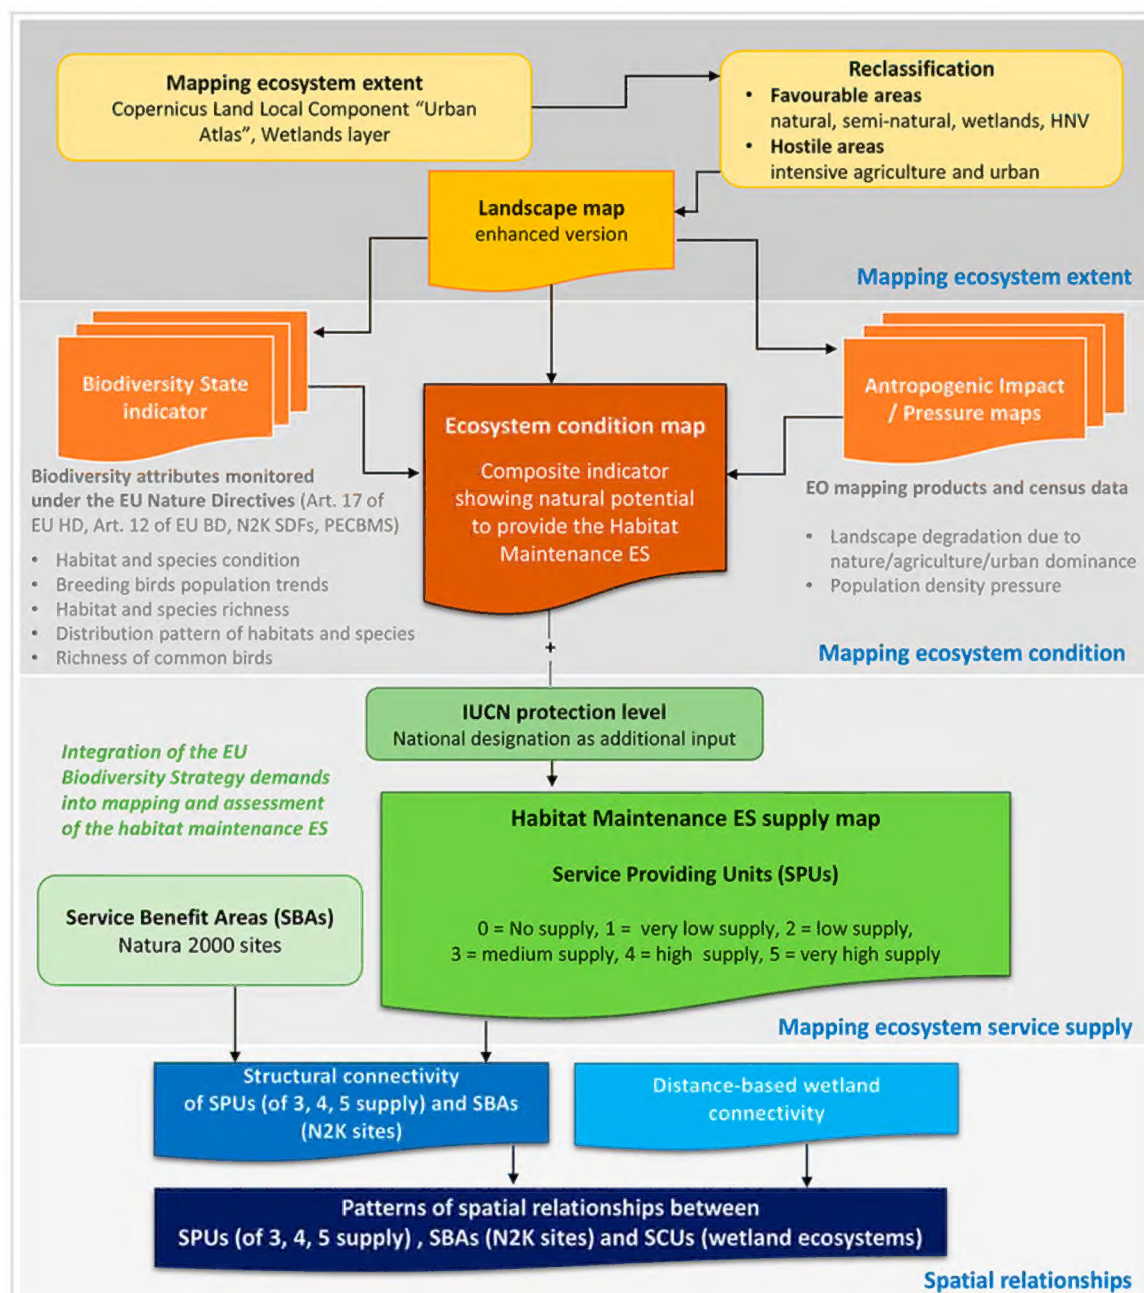 Mapping ecosystem extent
Copernicus Land Local Component “Urban
Atlas”, Wetlands layer
Reclassification
• Favourable areas
natural, semi-natural, wetlands, HNV
• Hostile areas
intensive agriculture and urban
Landscape map
enhanced version
Mapping ecosystem extent
Biodiversity State
indicator
Antropogenic Impact
/ Pressure maps
Ecosystem condition map
Composite indicator
showing natural potential
to provide the Habitat
Maintenance ES
Biodiversity attributes monitored
under the EU Nature Directives (Art. 17 of
EU HD, Art. 12 of EU BD, N2K SDFs, PECBMS)
• Habitat and species condition
• Breeding birds population trends
• Habitat and species richness
• Distribution pattern of habitats and species
• Richness of common birds
EO mapping products and census data
• Landscape degradation due to
nature/agriculture/urban dominance
• Population density pressure
Mapping ecosystem condition
+
IUCN protection level
National designation as additional input
Integration of the EU
Biodiversity Strategy demands
into mapping and assessment
of the habitat maintenance ES
Habitat Maintenance ES supply map
Service Providing Units (SPUs)
0 = No supply, 1 = very low supply, 2 = low supply,
3 = medium supply, 4 = high supply, 5 = very high supply
Service Benefit Areas (SBAs)
Natura 2000 sites
Mapping ecosystem service supply
Structural connectivity
of SPUs (of 3, 4, 5 supply) and SBAs
(N2K sites)
Distance-based wetland
connectivity
Patterns of spatial relationships between
SPUs (of 3, 4, 5 supply) , SBAs (N2K sites) and SCUs (wetland ecosystems)
Spatial relationships